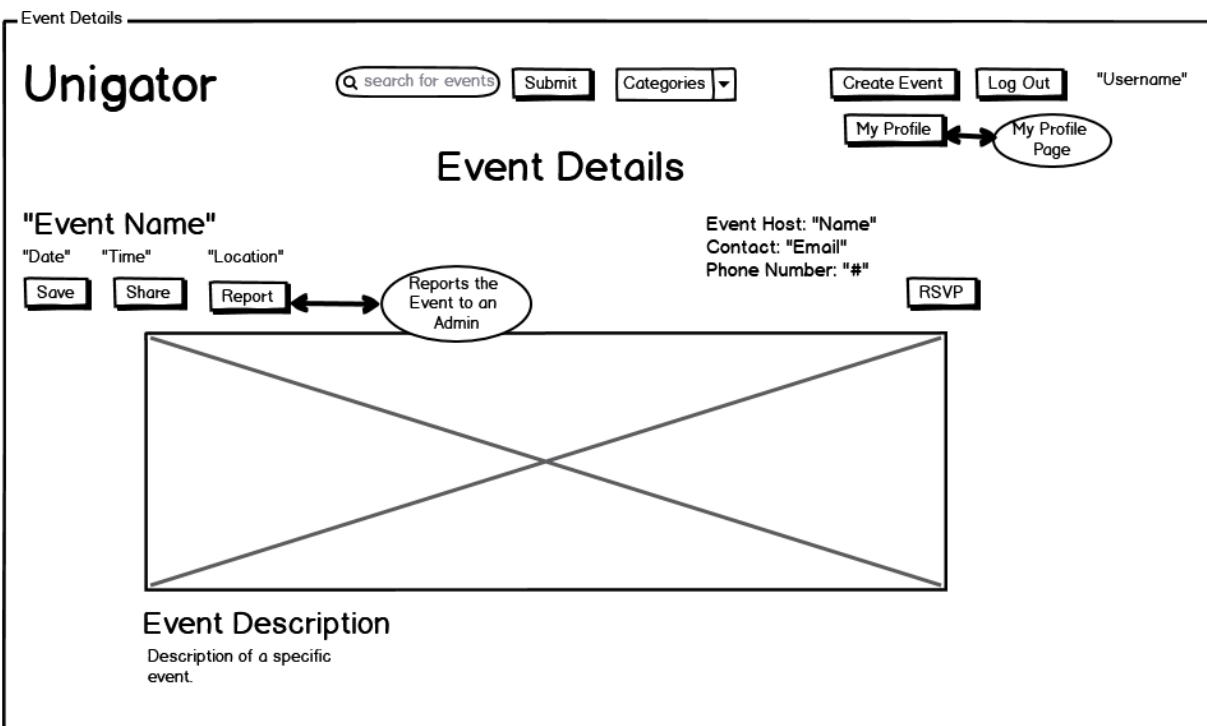 Event Details
Unigator
search for events
Submit
Categories
Create Event
Log Out
"Username"
My Profile
My Profile
Page
Event Details
"Event Name"
Event Host: "Name"
"Date"
"Time"
"Location"
Contact: "Email"
Phone Number: "#"
Save
Share
Report
Reports the
Event to an
Admin
RSVP
Event Description
Description of a specific
event.